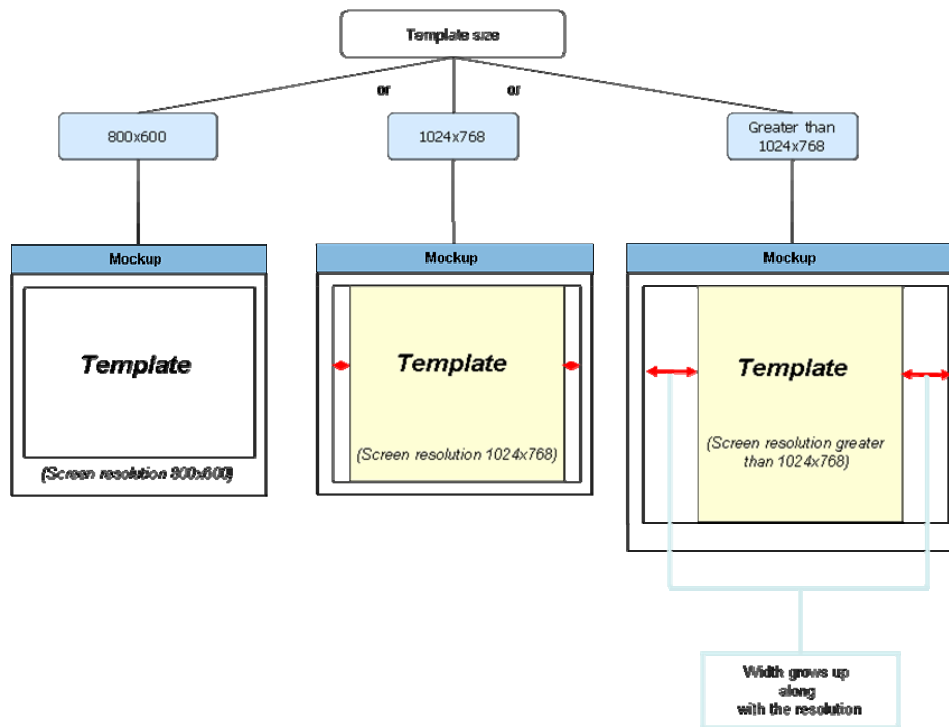 Template size
or
or
800x600
1024x768
Greater than
1024x768
Mockup
Template
(Screen resolution 800x600)
Mockup
Template
(Screen resolution 1024x768)
Mockup
Template
(Screen resolution greater
than 1024x768)
Width grows up
along
with the resolution